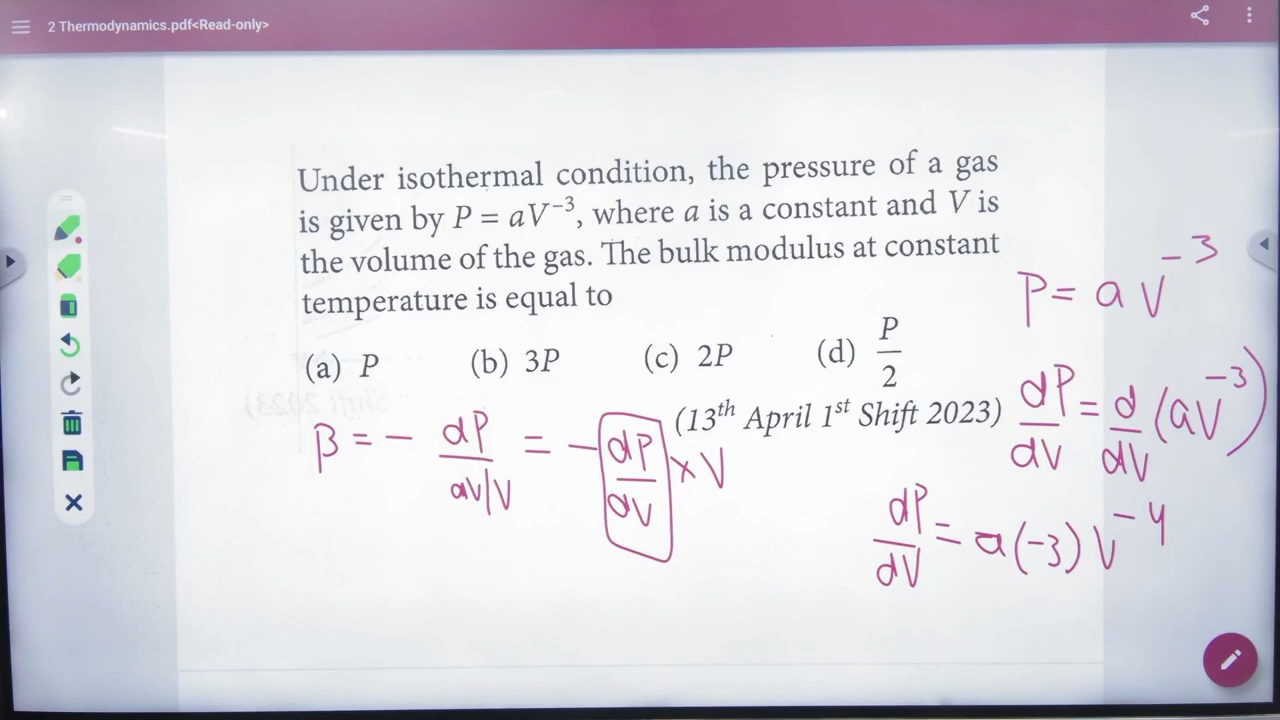 2 Thermodynamics.pdf<Read-only>
Under isothermal condition, the pressure of a gas
is given by P = aV⁻³, where a is a constant and V is
the volume of the gas. The bulk modulus at constant
temperature is equal to
(a) P (b) 3P (c) 2P (d) P/2
(13th April 1st Shift 2023)
P = a V⁻³
dP/dV = d/dV (aV⁻³)
β = - dP/dV/V = - dP/dV × V
dP/dV = a(-3) V⁻⁴